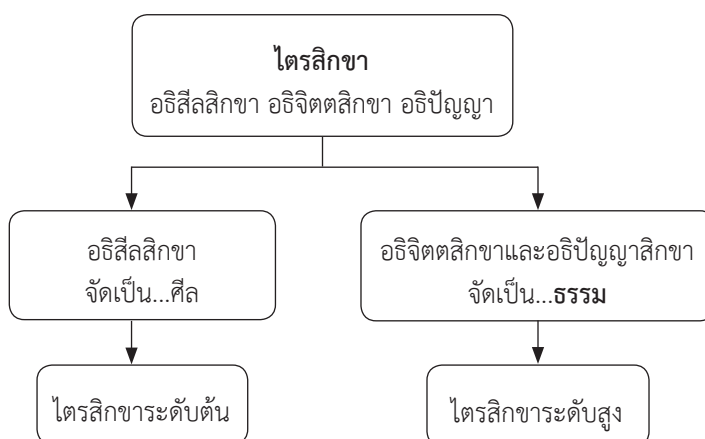 ไตรสิกขา
อธิสีลสิกขา อธิจิตตสิกขา อธิปัญญา
อธิสีลสิกขา
จัดเป็น...ศีล
อธิจิตตสิกขาและอธิปัญญาสิกขา
จัดเป็น...ธรรม
ไตรสิกขาระดับต้น
ไตรสิกขาระดับสูง